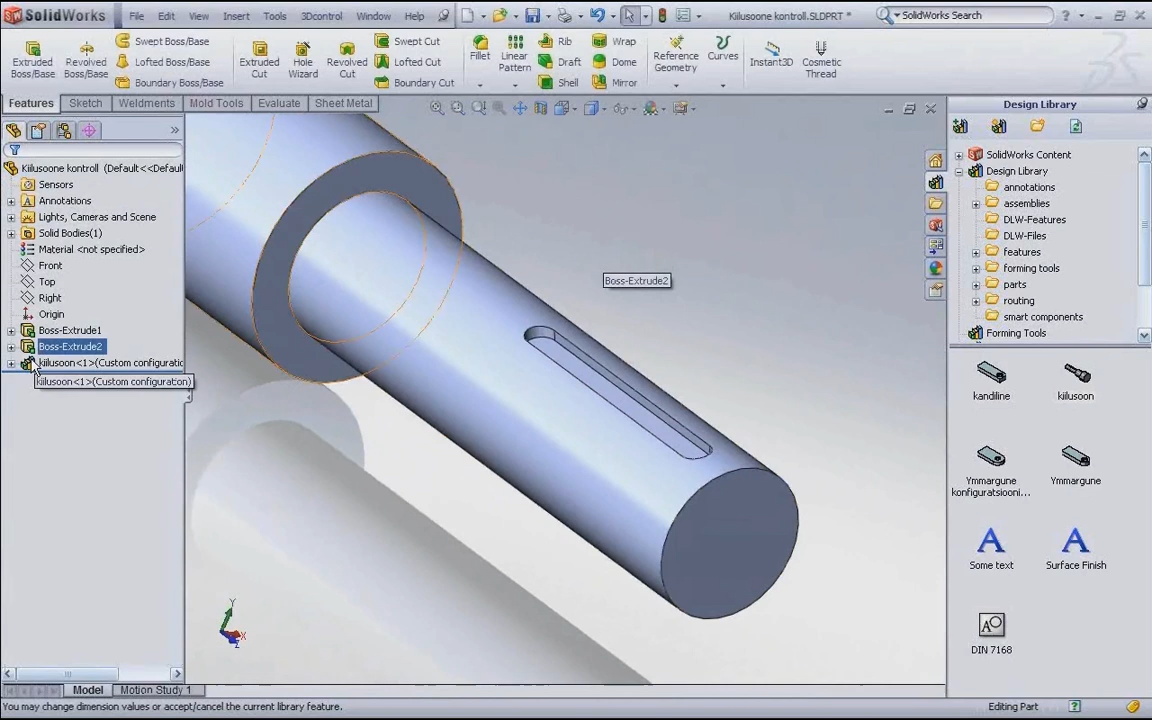 SolidWorks File Edit View Insert Tools 3Dcontrol Window Help Kiilusoone kontroll.SLDPRT * SolidWorks Search
Extruded Boss/Base
Revolved Boss/Base
Swept Boss/Base
Lofted Boss/Base
Boundary Boss/Base
Extruded Cut
Hole Wizard
Revolved Cut
Swept Cut
Lofted Cut
Boundary Cut
Fillet
Linear Pattern
Rib
Draft
Shell
Wrap
Dome
Mirror
Reference Geometry
Curves
Instant3D
Cosmetic Thread
Features Sketch Weldments Mold Tools Evaluate Sheet Metal
Kiilusoone kontroll (Default<<Defaul
Sensors
Annotations
Lights, Cameras and Scene
Solid Bodies(1)
Material <not specified>
Front
Top
Right
Origin
Boss-Extrude1
Boss-Extrude2
kiilusoon<1>(Custom configuratic
kiilusoon<1>(Custom configuration)
Boss-Extrude2
Y
X
Z
Design Library
SolidWorks Content
Design Library
annotations
assemblies
DLW-Features
DLW-Files
features
forming tools
parts
routing
smart components
Forming Tools
kandiline
kiilusoon
Ymmargune konfiguratsiooni...
Ymmargune
Some text
Surface Finish
DIN 7168
Model Motion Study 1
You may change dimension values or accept/cancel the current library feature.
Editing Part